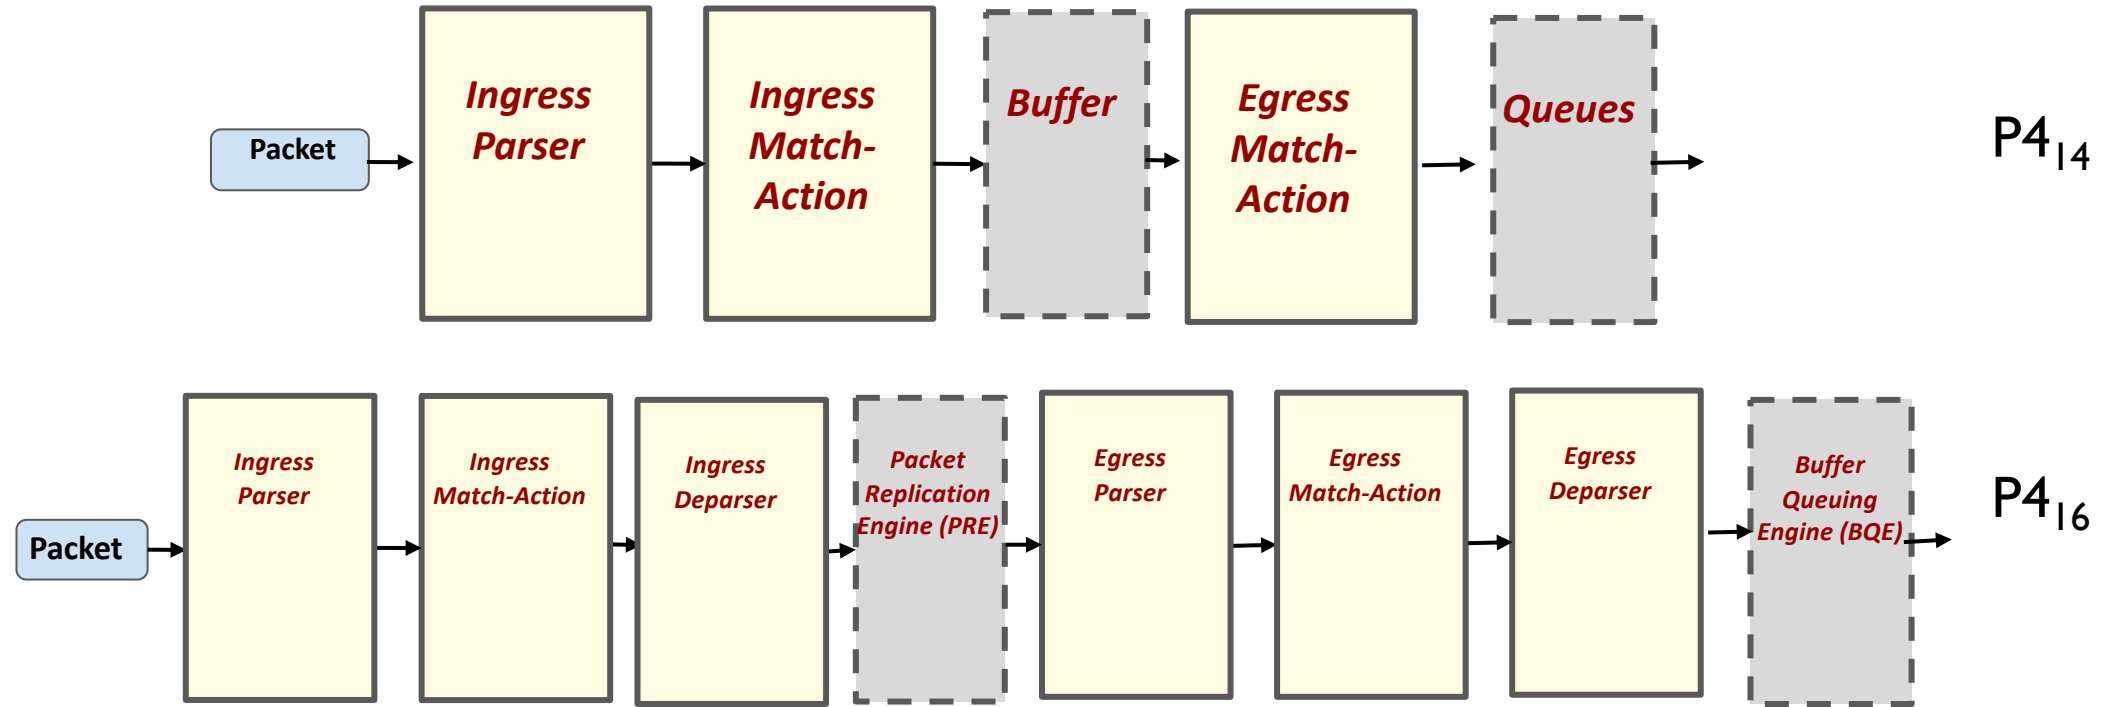 Packet
Ingress
Parser
Ingress
Match-
Action
Buffer
Egress
Match-
Action
Queues
P4₁₄
Packet
Ingress
Parser
Ingress
Match-Action
Ingress
Deparser
Packet
Replication
Engine (PRE)
Egress
Parser
Egress
Match-Action
Egress
Deparser
Buffer
Queuing
Engine (BQE)
P4₁₆